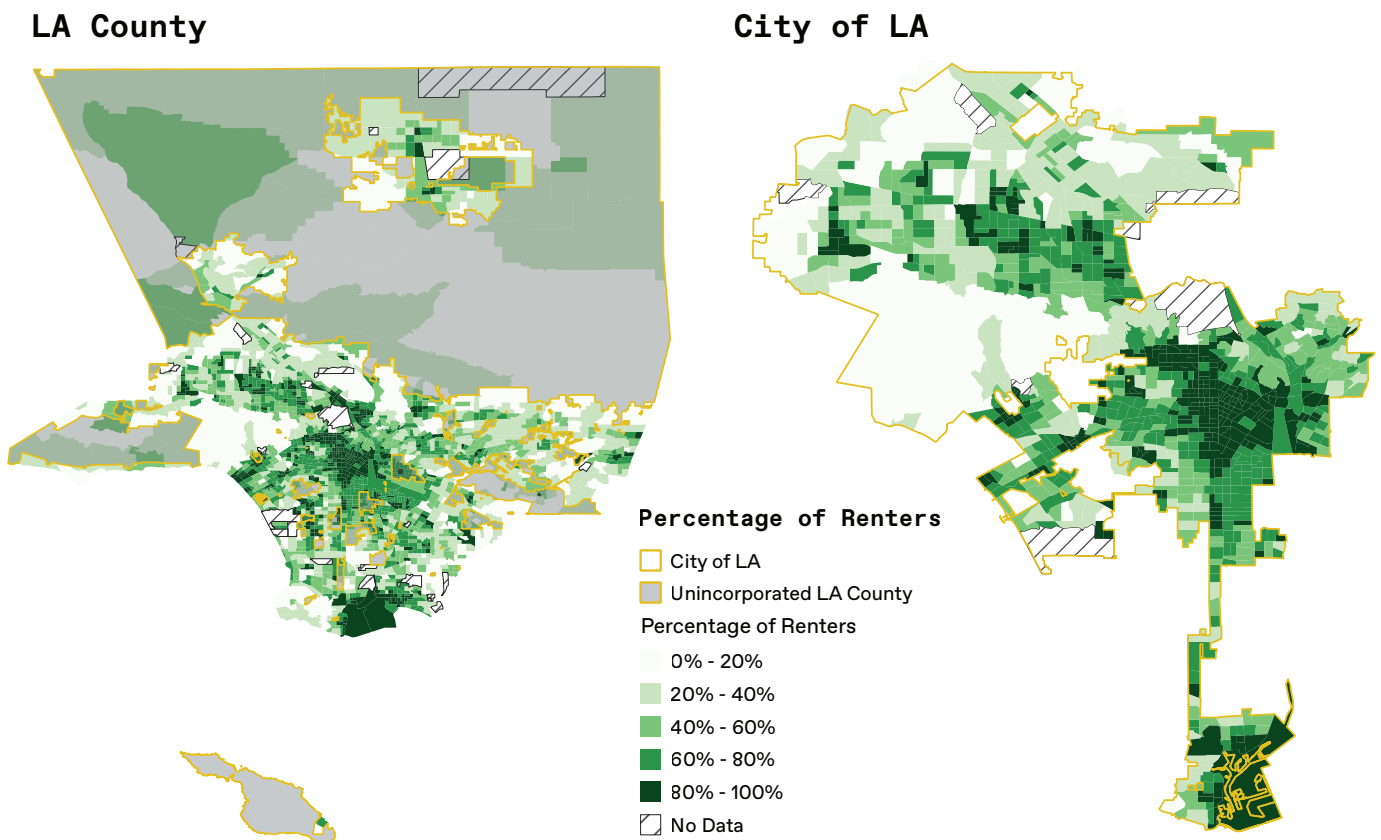 LA County
City of LA
Percentage of Renters
City of LA
Unincorporated LA County
Percentage of Renters
0% - 20%
20% - 40%
40% - 60%
60% - 80%
80% - 100%
No Data